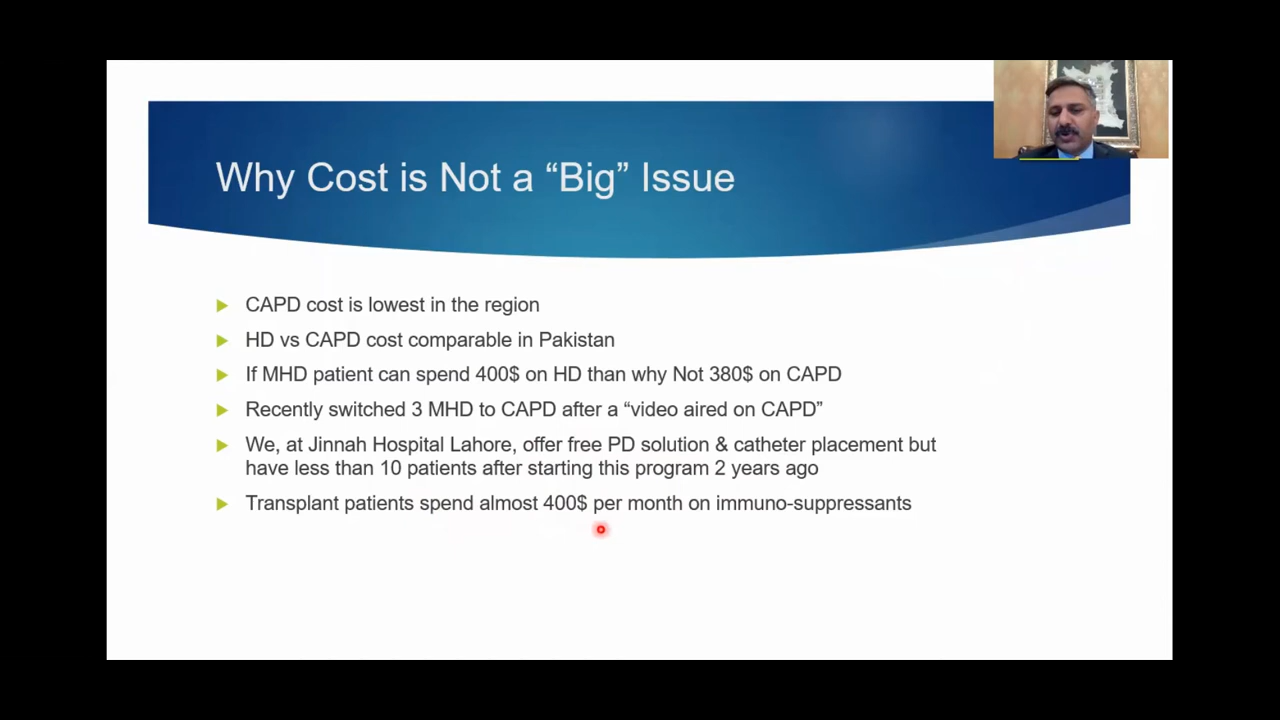 Why Cost is Not a “Big” Issue
CAPD cost is lowest in the region
HD vs CAPD cost comparable in Pakistan
If MHD patient can spend 400$ on HD than why Not 380$ on CAPD
Recently switched 3 MHD to CAPD after a “video aired on CAPD”
We, at Jinnah Hospital Lahore, offer free PD solution & catheter placement but
have less than 10 patients after starting this program 2 years ago
Transplant patients spend almost 400$ per month on immuno-suppressants